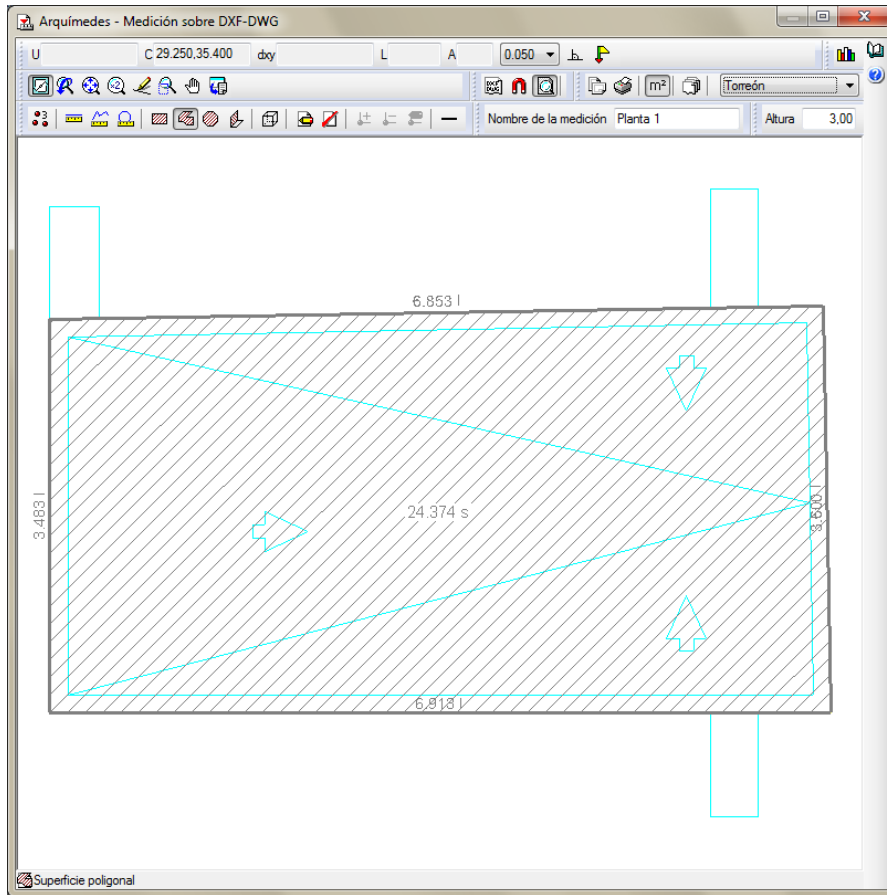 Arquímedes - Medición sobre DXF-DWG
U C 29.250,35.400 dxy L A 0.050
m² Torreón
Nombre de la medición Planta 1 Altura 3,00
6.853 l
3.483 l
24.374 s
3.600 l
6.913 l
Superficie poligonal